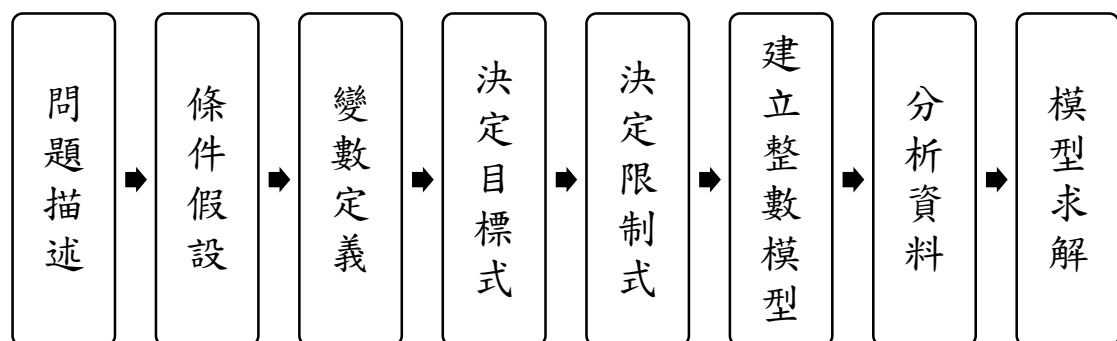 問題描述
條件假設
變數定義
決定目標式
決定限制式
建立整數模型
分析資料
模型求解